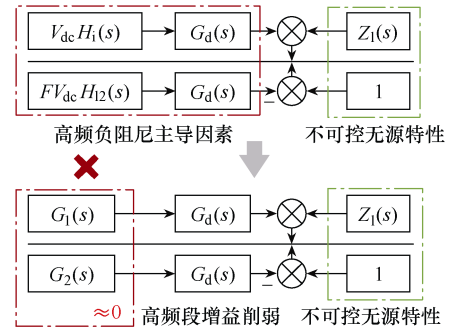 V_dc H_i(s) G_d(s) Z_1(s)
FV_dc H_12(s) G_d(s) − 1
高频负阻尼主导因素 不可控无源特性
G_1(s) G_d(s) Z_1(s)
G_2(s) G_d(s) − 1
≈0 高频段增益削弱 不可控无源特性